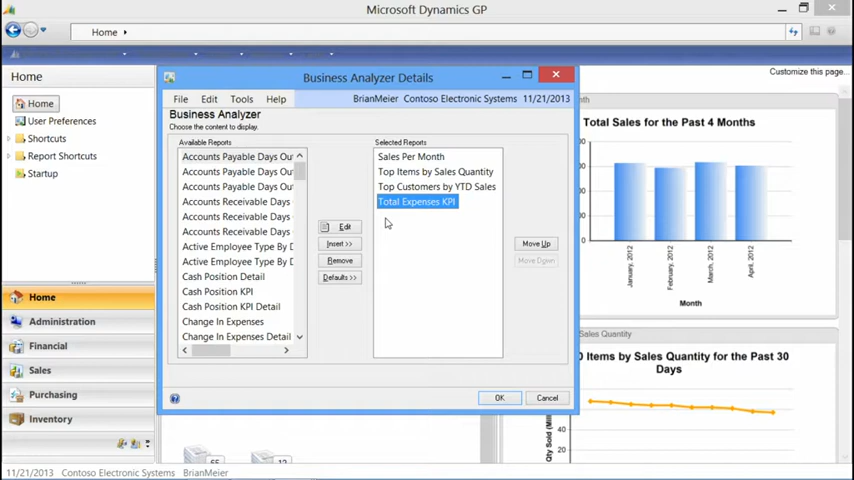 Microsoft Dynamics GP
Home
Customize this page...
Home
Home
User Preferences
Shortcuts
Report Shortcuts
Startup
Home
Administration
Financial
Sales
Purchasing
Inventory
Business Analyzer Details
File Edit Tools Help
BrianMeier Contoso Electronic Systems 11/21/2013
Business Analyzer
Choose the content to display.
Available Reports
Accounts Payable Days Ou
Accounts Payable Days Ou
Accounts Payable Days Ou
Accounts Receivable Days
Accounts Receivable Days
Accounts Receivable Days
Active Employee Type By D
Active Employee Type By D
Cash Position Detail
Cash Position KPI
Cash Position KPI Detail
Change In Expenses
Change In Expenses Detail
Edit
Insert >>
Remove
Defaults >>
Selected Reports
Sales Per Month
Top Items by Sales Quantity
Top Customers by YTD Sales
Total Expenses KPI
Move Up
Move Down
OK
Cancel
nth
Total Sales for the Past 4 Months
0
January, 2012
February, 2012
March, 2012
April, 2012
Month
Sales Quantity
0 Items by Sales Quantity for the Past 30
Days
Qty Sold (Mil
60
40
20
55
12
11/21/2013 Contoso Electronic Systems BrianMeier